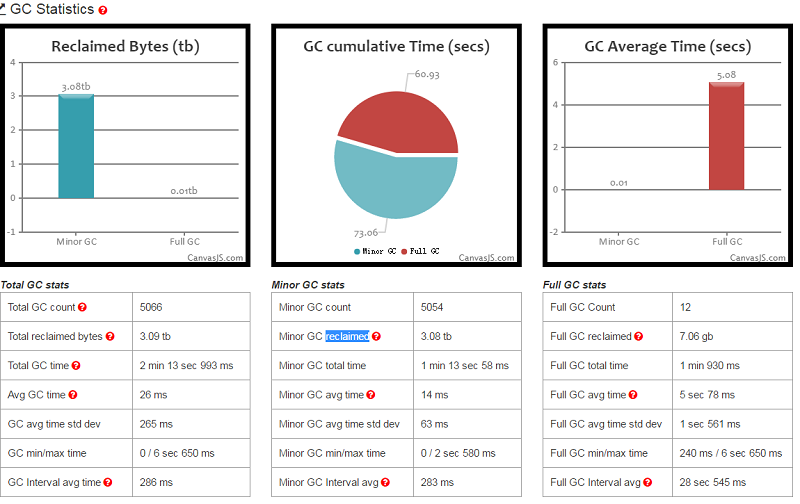 GC Statistics ?
Reclaimed Bytes (tb)
4
3
2
1
0
-1
3.08tb
0.01tb
Minor GC
Full GC
CanvasJS.com
GC cumulative Time (secs)
60.93
73.06
Minor GC Full GC
CanvasJS.com
GC Average Time (secs)
6
4
2
0
-2
0.01
5.08
Minor GC
Full GC
CanvasJS.com
Total GC stats
Total GC count ? 5066
Total reclaimed bytes ? 3.09 tb
Total GC time ? 2 min 13 sec 993 ms
Avg GC time ? 26 ms
GC avg time std dev 265 ms
GC min/max time 0 / 6 sec 650 ms
GC Interval avg time ? 286 ms
Minor GC stats
Minor GC count 5054
Minor GC reclaimed ? 3.08 tb
Minor GC total time 1 min 13 sec 58 ms
Minor GC avg time ? 14 ms
Minor GC avg time std dev 63 ms
Minor GC min/max time 0 / 2 sec 580 ms
Minor GC Interval avg ? 283 ms
Full GC stats
Full GC Count 12
Full GC reclaimed ? 7.06 gb
Full GC total time 1 min 930 ms
Full GC avg time ? 5 sec 78 ms
Full GC avg time std dev 1 sec 561 ms
Full GC min/max time 240 ms / 6 sec 650 ms
Full GC Interval avg ? 28 sec 545 ms